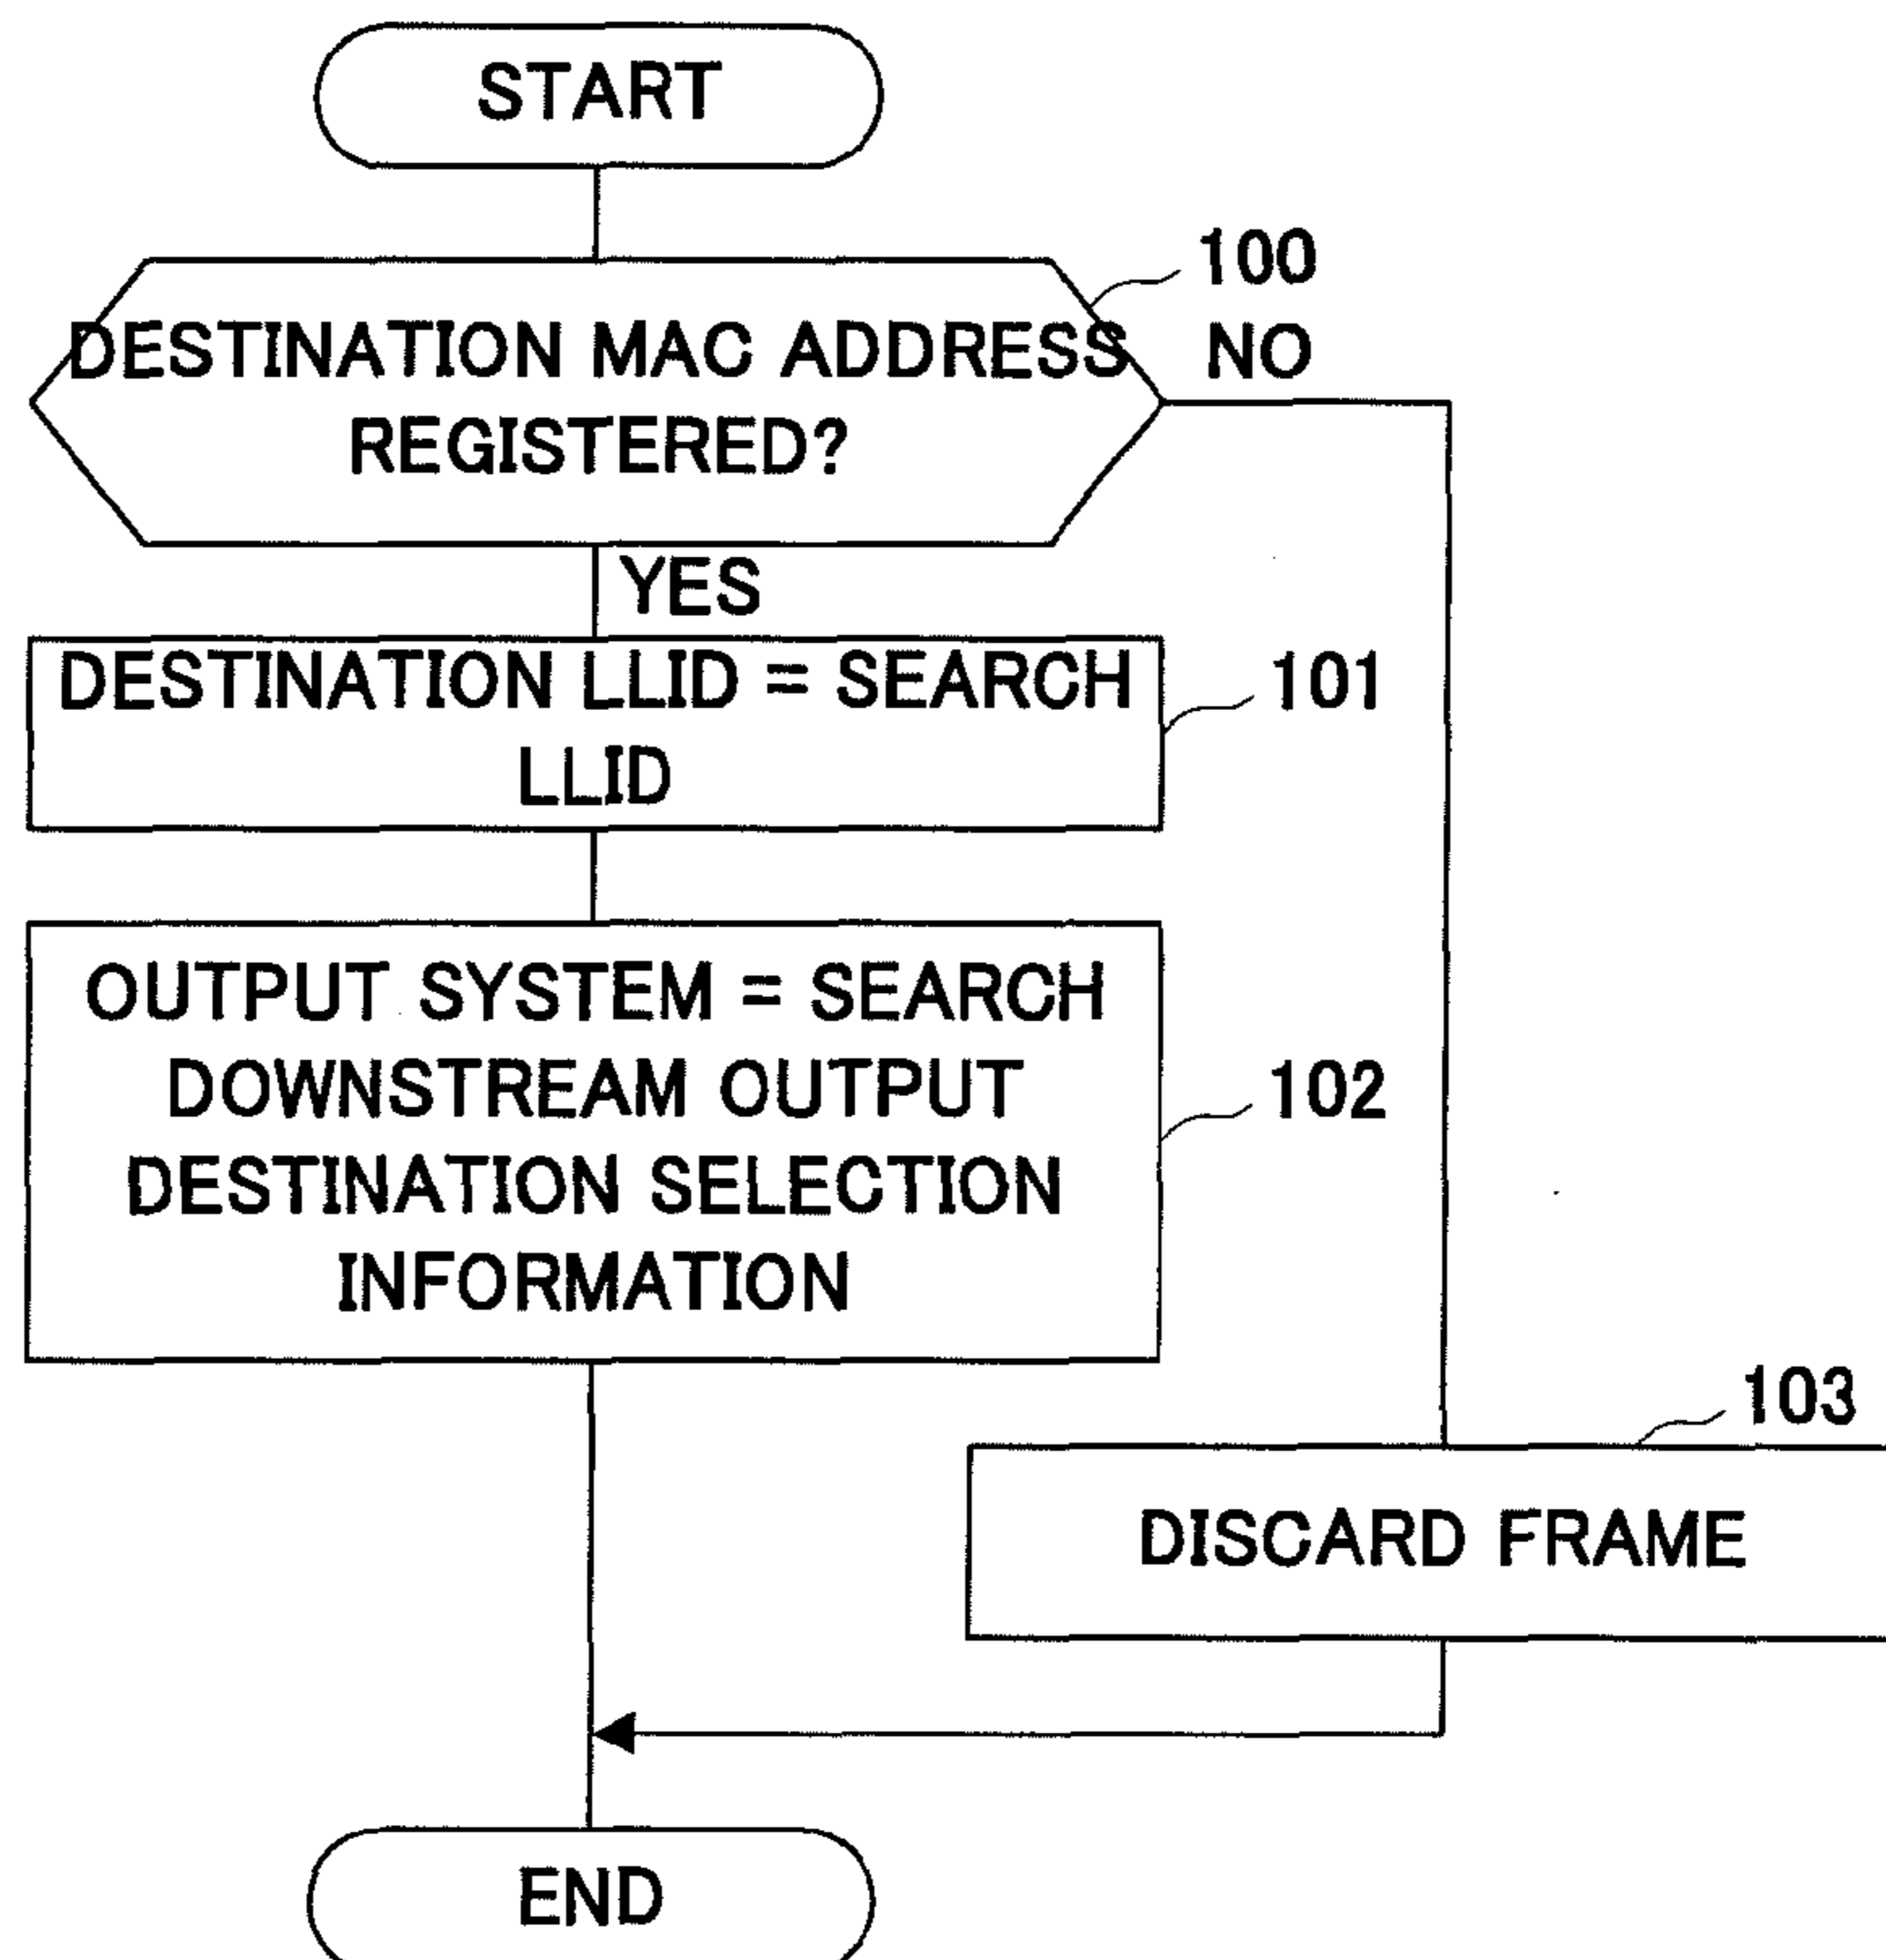 START
100
DESTINATION MAC ADDRESS
REGISTERED?
NO
YES
DESTINATION LLID = SEARCH
LLID
101
OUTPUT SYSTEM = SEARCH
DOWNSTREAM OUTPUT
DESTINATION SELECTION
INFORMATION
102
103
DISCARD FRAME
END